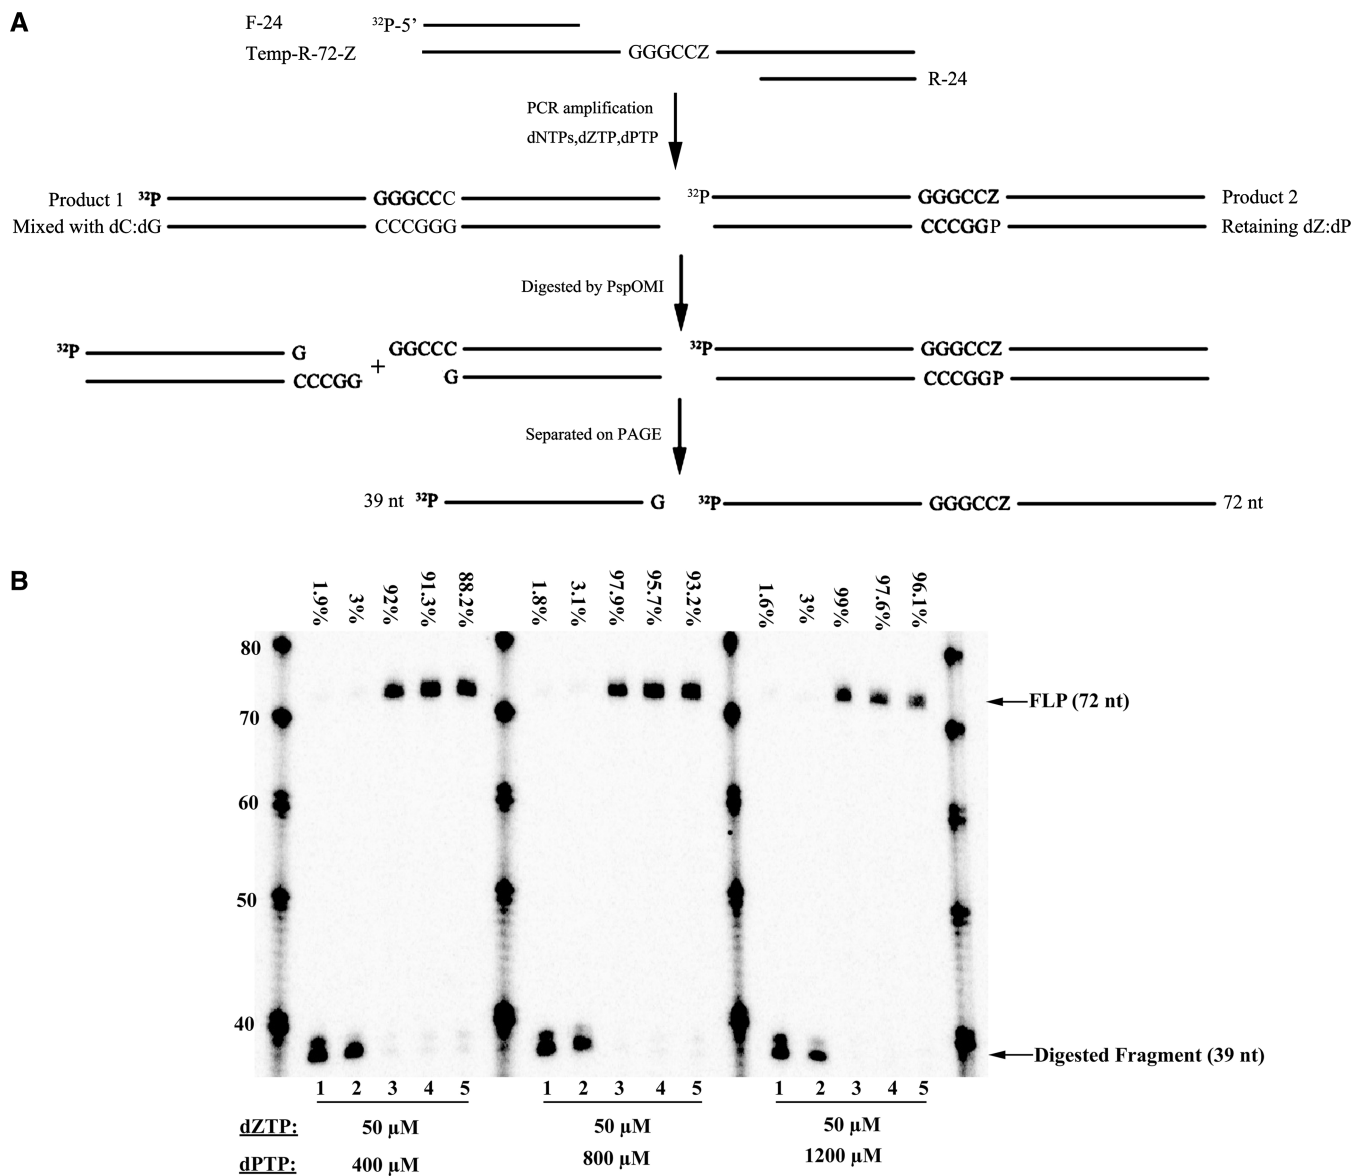 A
F-24 ³²P-5’
Temp-R-72-Z GGGCCZ
R-24
PCR amplification
dNTPs,dZTP,dPTP
Product 1 ³²P GGGCCC ³²P GGGCCZ Product 2
Mixed with dC:dG CCCGGG CCCGGP Retaining dZ:dP
Digested by PspOMI
³²P G + GGCCC ³²P GGGCCZ
CCCGG G CCCGGP
Separated on PAGE
39 nt ³²P G ³²P GGGCCZ 72 nt
B
1.9% 3% 92% 91.3% 88.2% 1.8% 3.1% 97.9% 95.7% 93.2% 1.6% 3% 99% 97.6% 96.1%
80
FLP (72 nt)
70
60
50
40
Digested Fragment (39 nt)
1 2 3 4 5 1 2 3 4 5 1 2 3 4 5
dZTP: 50 µM 50 µM 50 µM
dPTP: 400 µM 800 µM 1200 µM